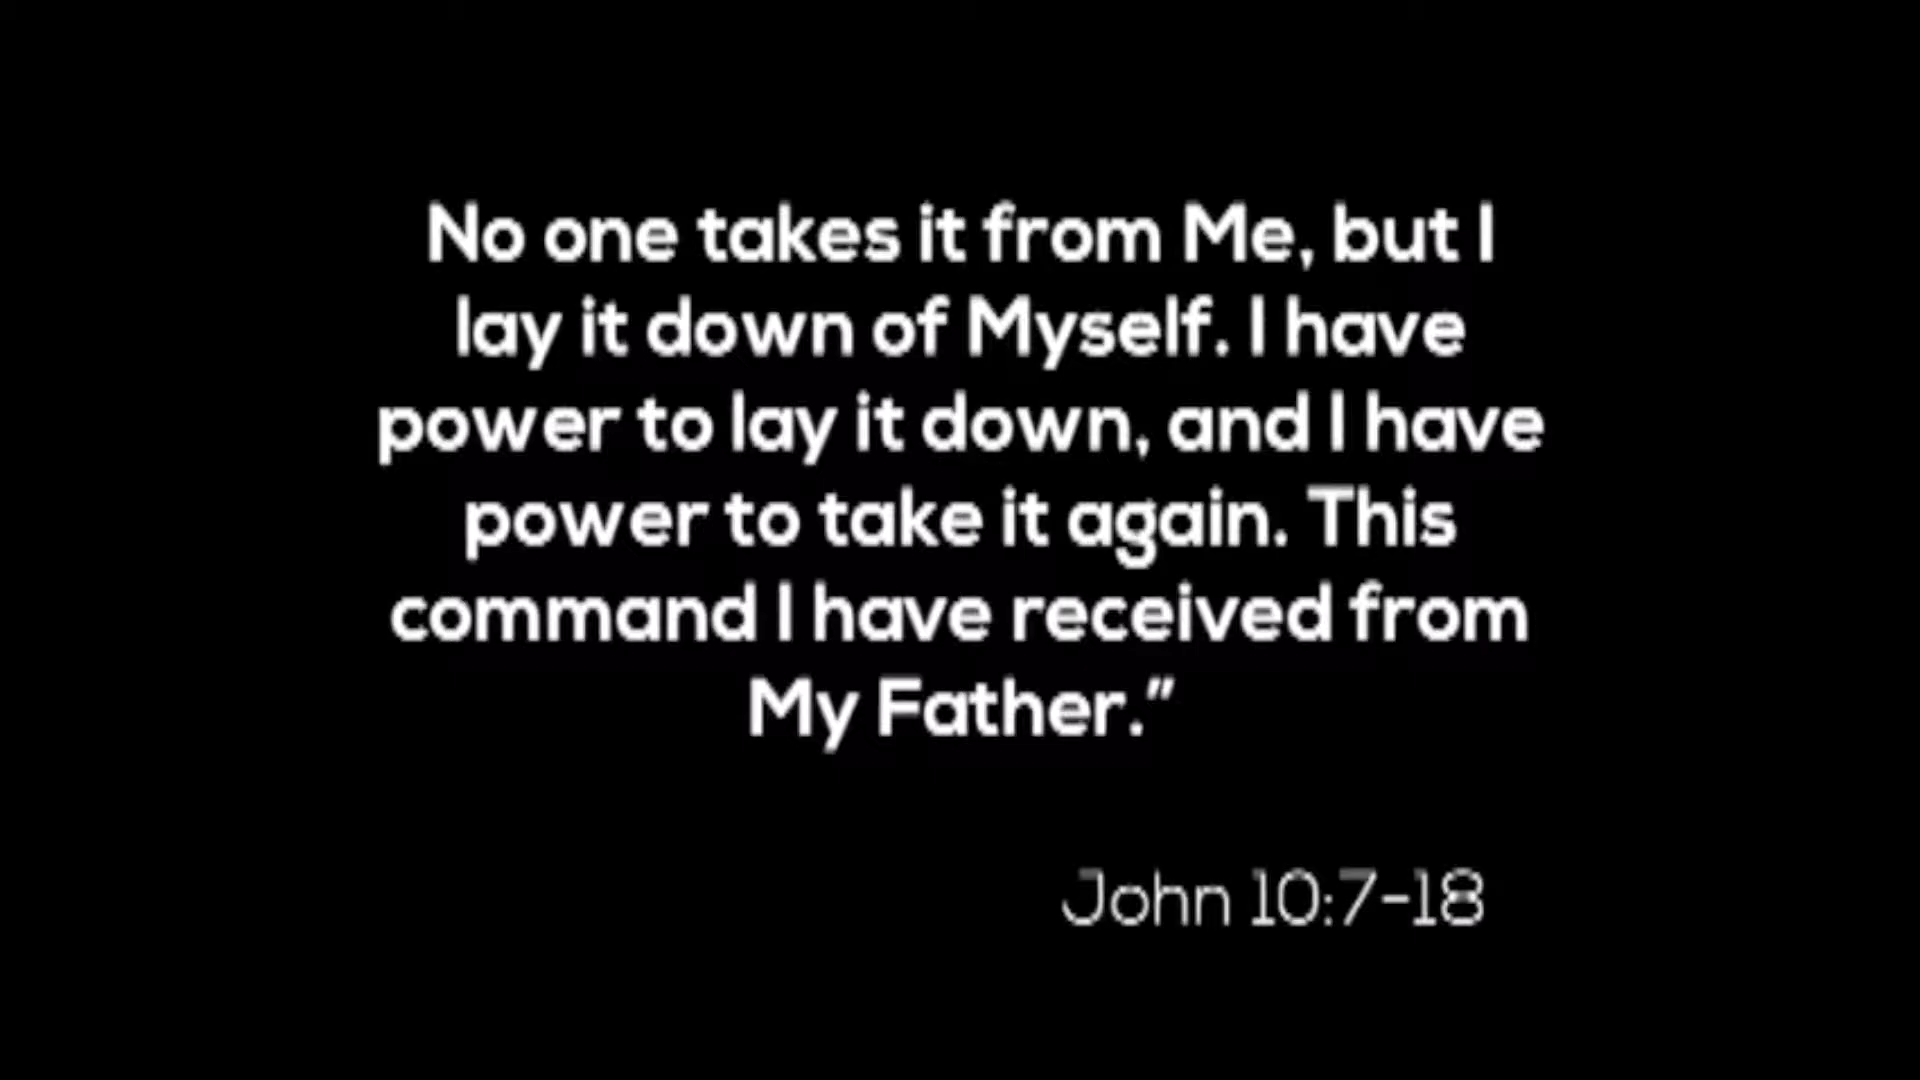 No one takes it from Me, but I
lay it down of Myself. I have
power to lay it down, and I have
power to take it again. This
command I have received from
My Father.”
John 10:7-18